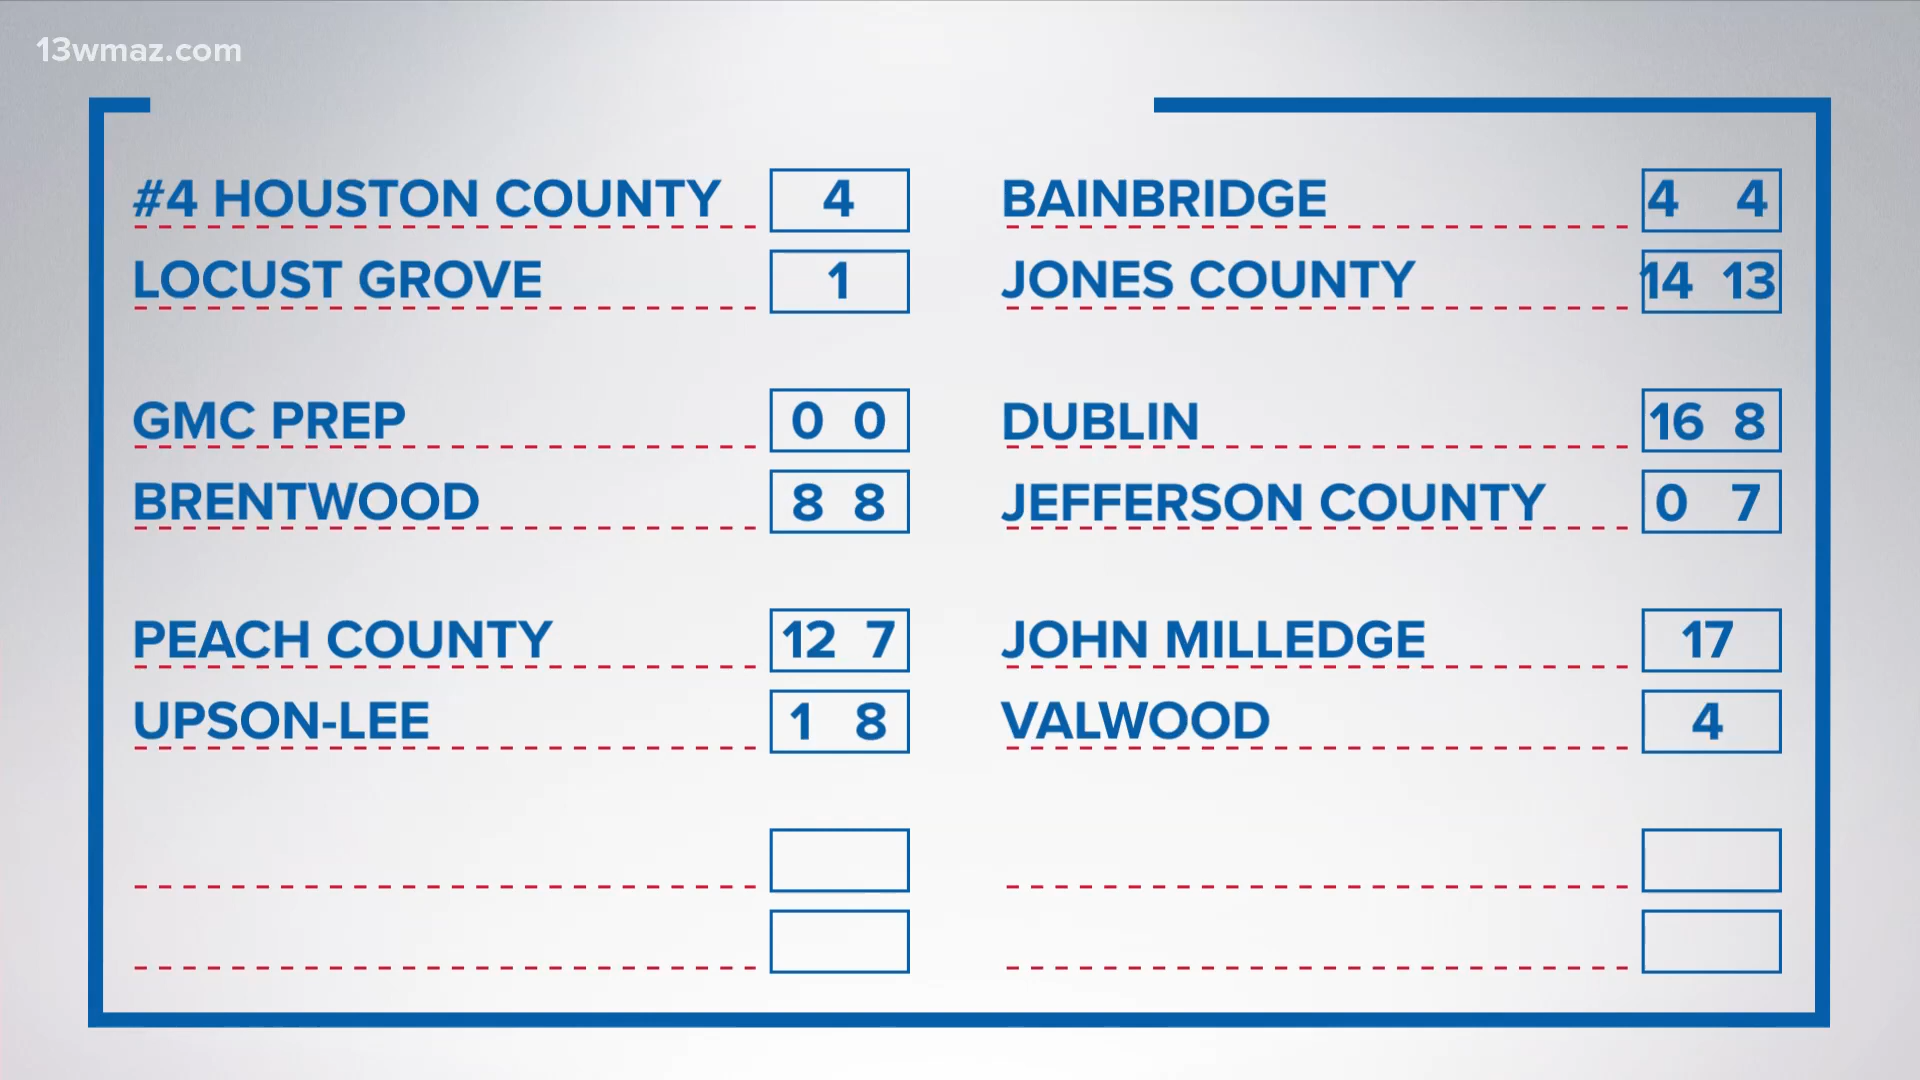 13wmaz.com
#4 HOUSTON COUNTY 4
LOCUST GROVE 1
GMC PREP 0 0
BRENTWOOD 8 8
PEACH COUNTY 12 7
UPSON-LEE 1 8
BAINBRIDGE 4 4
JONES COUNTY 14 13
DUBLIN 16 8
JEFFERSON COUNTY 0 7
JOHN MILLEDGE 17
VALWOOD 4